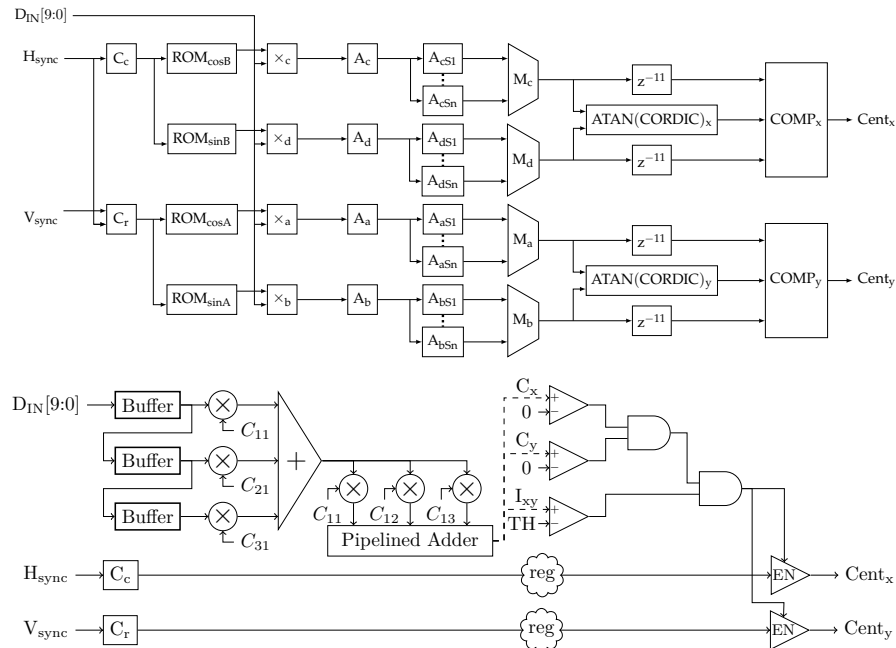 D_IN[9:0]
H_sync C_c ROM_cosB ×_c A_c A_cS1 M_c z^-11
A_cSn ATAN(CORDIC)_x COMP_x Cent_x
ROM_sinB ×_d A_d A_dS1 M_d z^-11
A_dSn
V_sync C_r ROM_cosA ×_a A_a A_aS1 M_a z^-11
A_aSn ATAN(CORDIC)_y COMP_y Cent_y
ROM_sinA ×_b A_b A_bS1 M_b z^-11
A_bSn
D_IN[9:0] Buffer × C_11
Buffer × C_21
Buffer × C_31
+
C_11 × C_12 × C_13 ×
Pipelined Adder
C_x +
0 −
C_y +
0 −
I_xy +
TH −
H_sync C_c reg EN Cent_x
V_sync C_r reg EN Cent_y